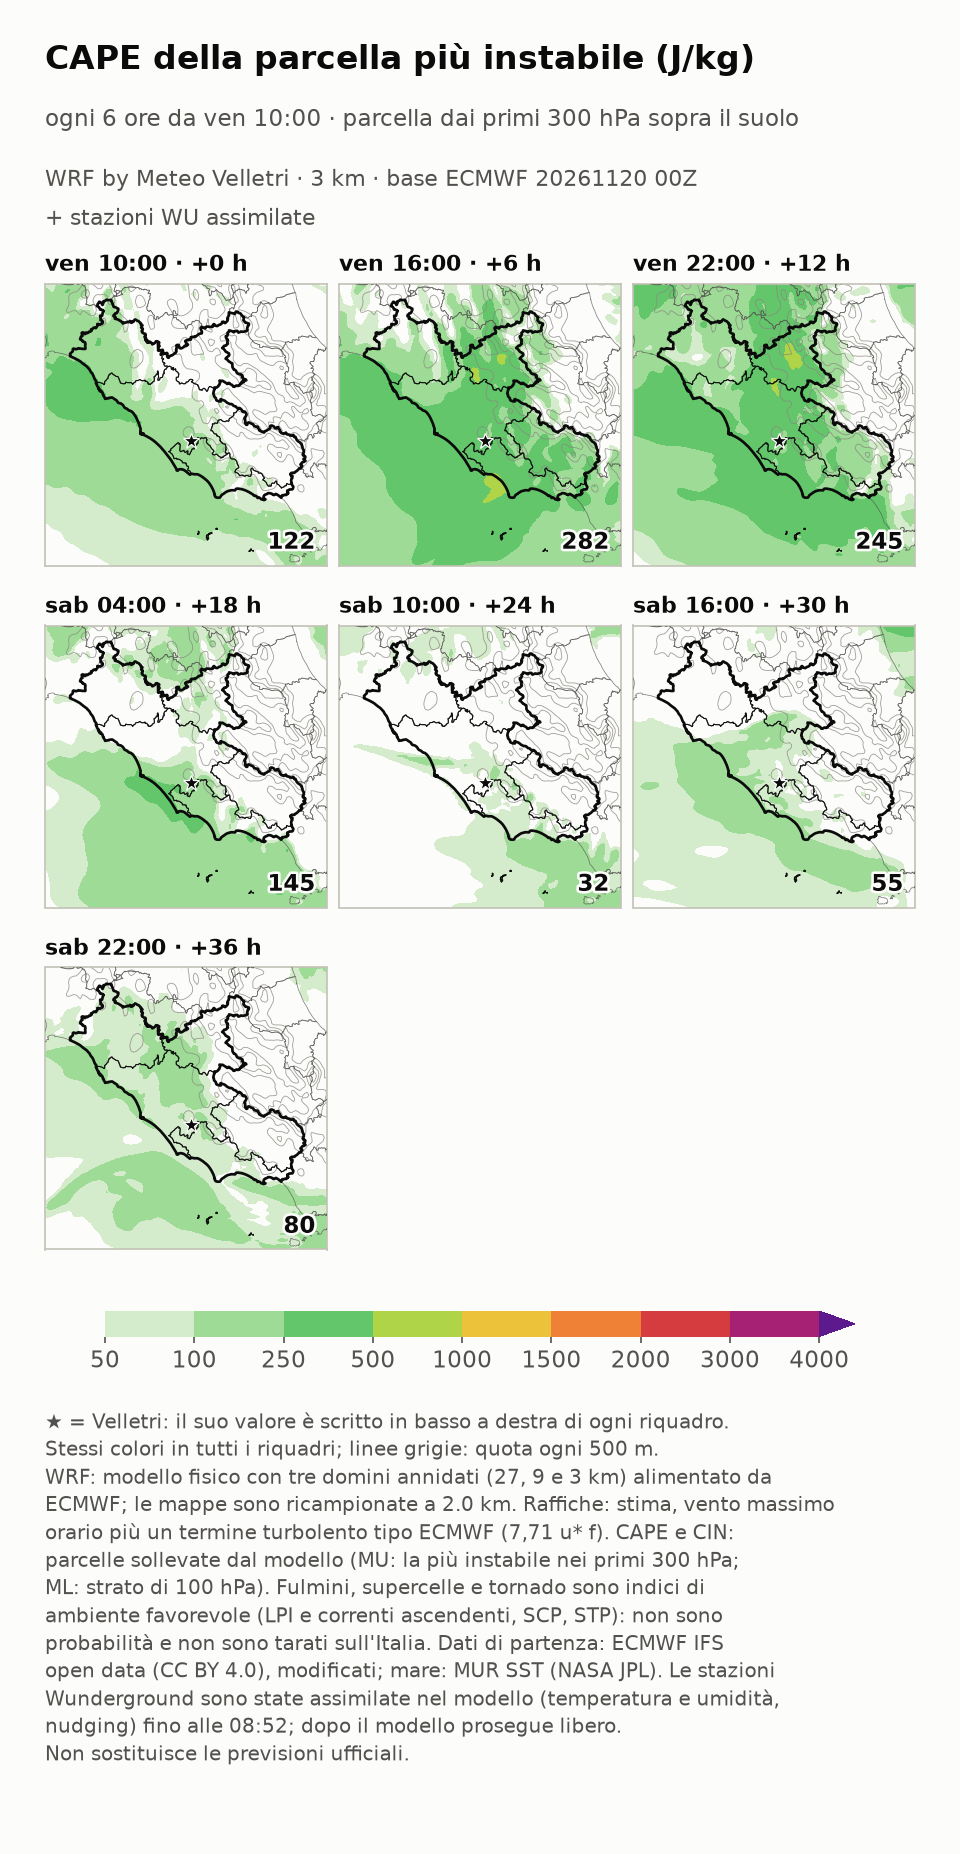 CAPE della parcella più instabile (J/kg)
ogni 6 ore da ven 10:00 · parcella dai primi 300 hPa sopra il suolo
WRF by Meteo Velletri · 3 km · base ECMWF 20261120 00Z
+ stazioni WU assimilate
ven 10:00 · +0 h
ven 16:00 · +6 h
ven 22:00 · +12 h
122
282
245
sab 04:00 · +18 h
sab 10:00 · +24 h
sab 16:00 · +30 h
145
32
55
sab 22:00 · +36 h
80
50 100 250 500 1000 1500 2000 3000 4000
★ = Velletri: il suo valore è scritto in basso a destra di ogni riquadro.
Stessi colori in tutti i riquadri; linee grigie: quota ogni 500 m.
WRF: modello fisico con tre domini annidati (27, 9 e 3 km) alimentato da
ECMWF; le mappe sono ricampionate a 2.0 km. Raffiche: stima, vento massimo
orario più un termine turbolento tipo ECMWF (7,71 u* f). CAPE e CIN:
parcelle sollevate dal modello (MU: la più instabile nei primi 300 hPa;
ML: strato di 100 hPa). Fulmini, supercelle e tornado sono indici di
ambiente favorevole (LPI e correnti ascendenti, SCP, STP): non sono
probabilità e non sono tarati sull'Italia. Dati di partenza: ECMWF IFS
open data (CC BY 4.0), modificati; mare: MUR SST (NASA JPL). Le stazioni
Wunderground sono state assimilate nel modello (temperatura e umidità,
nudging) fino alle 08:52; dopo il modello prosegue libero.
Non sostituisce le previsioni ufficiali.